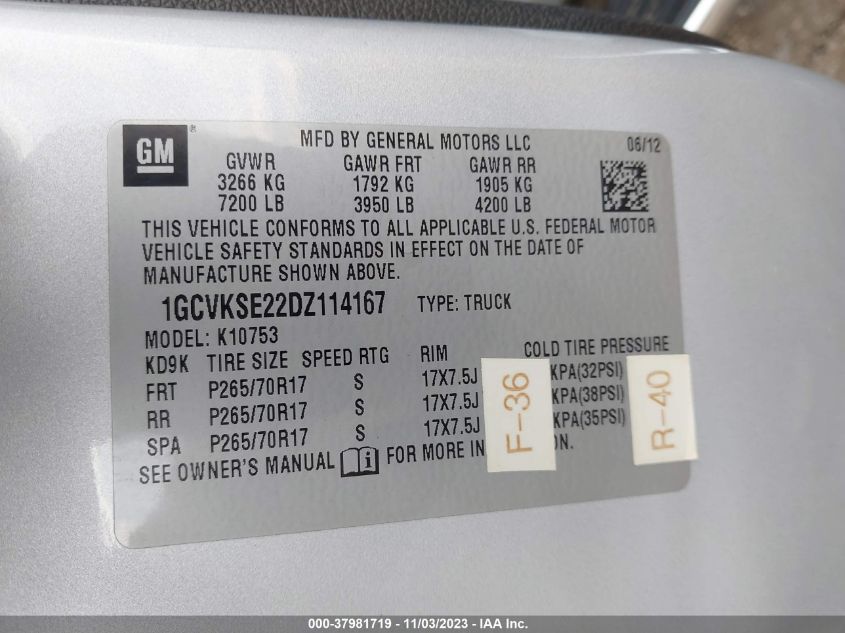 GM
®
MFD BY GENERAL MOTORS LLC 06/12
GVWR GAWR FRT GAWR RR
3266 KG 1792 KG 1905 KG
7200 LB 3950 LB 4200 LB
THIS VEHICLE CONFORMS TO ALL APPLICABLE U.S. FEDERAL MOTOR
VEHICLE SAFETY STANDARDS IN EFFECT ON THE DATE OF
MANUFACTURE SHOWN ABOVE.
1GCVKSE22DZ114167 TYPE: TRUCK
MODEL: K10753
KD9K TIRE SIZE SPEED RTG RIM COLD TIRE PRESSURE
FRT P265/70R17 S 17X7.5J KPA(32PSI)
RR P265/70R17 S 17X7.5J KPA(38PSI)
SPA P265/70R17 S 17X7.5J KPA(35PSI)
SEE OWNER'S MANUAL FOR MORE IN ON.
F-36
R-40
000-37981719 - 11/03/2023 - IAA Inc.